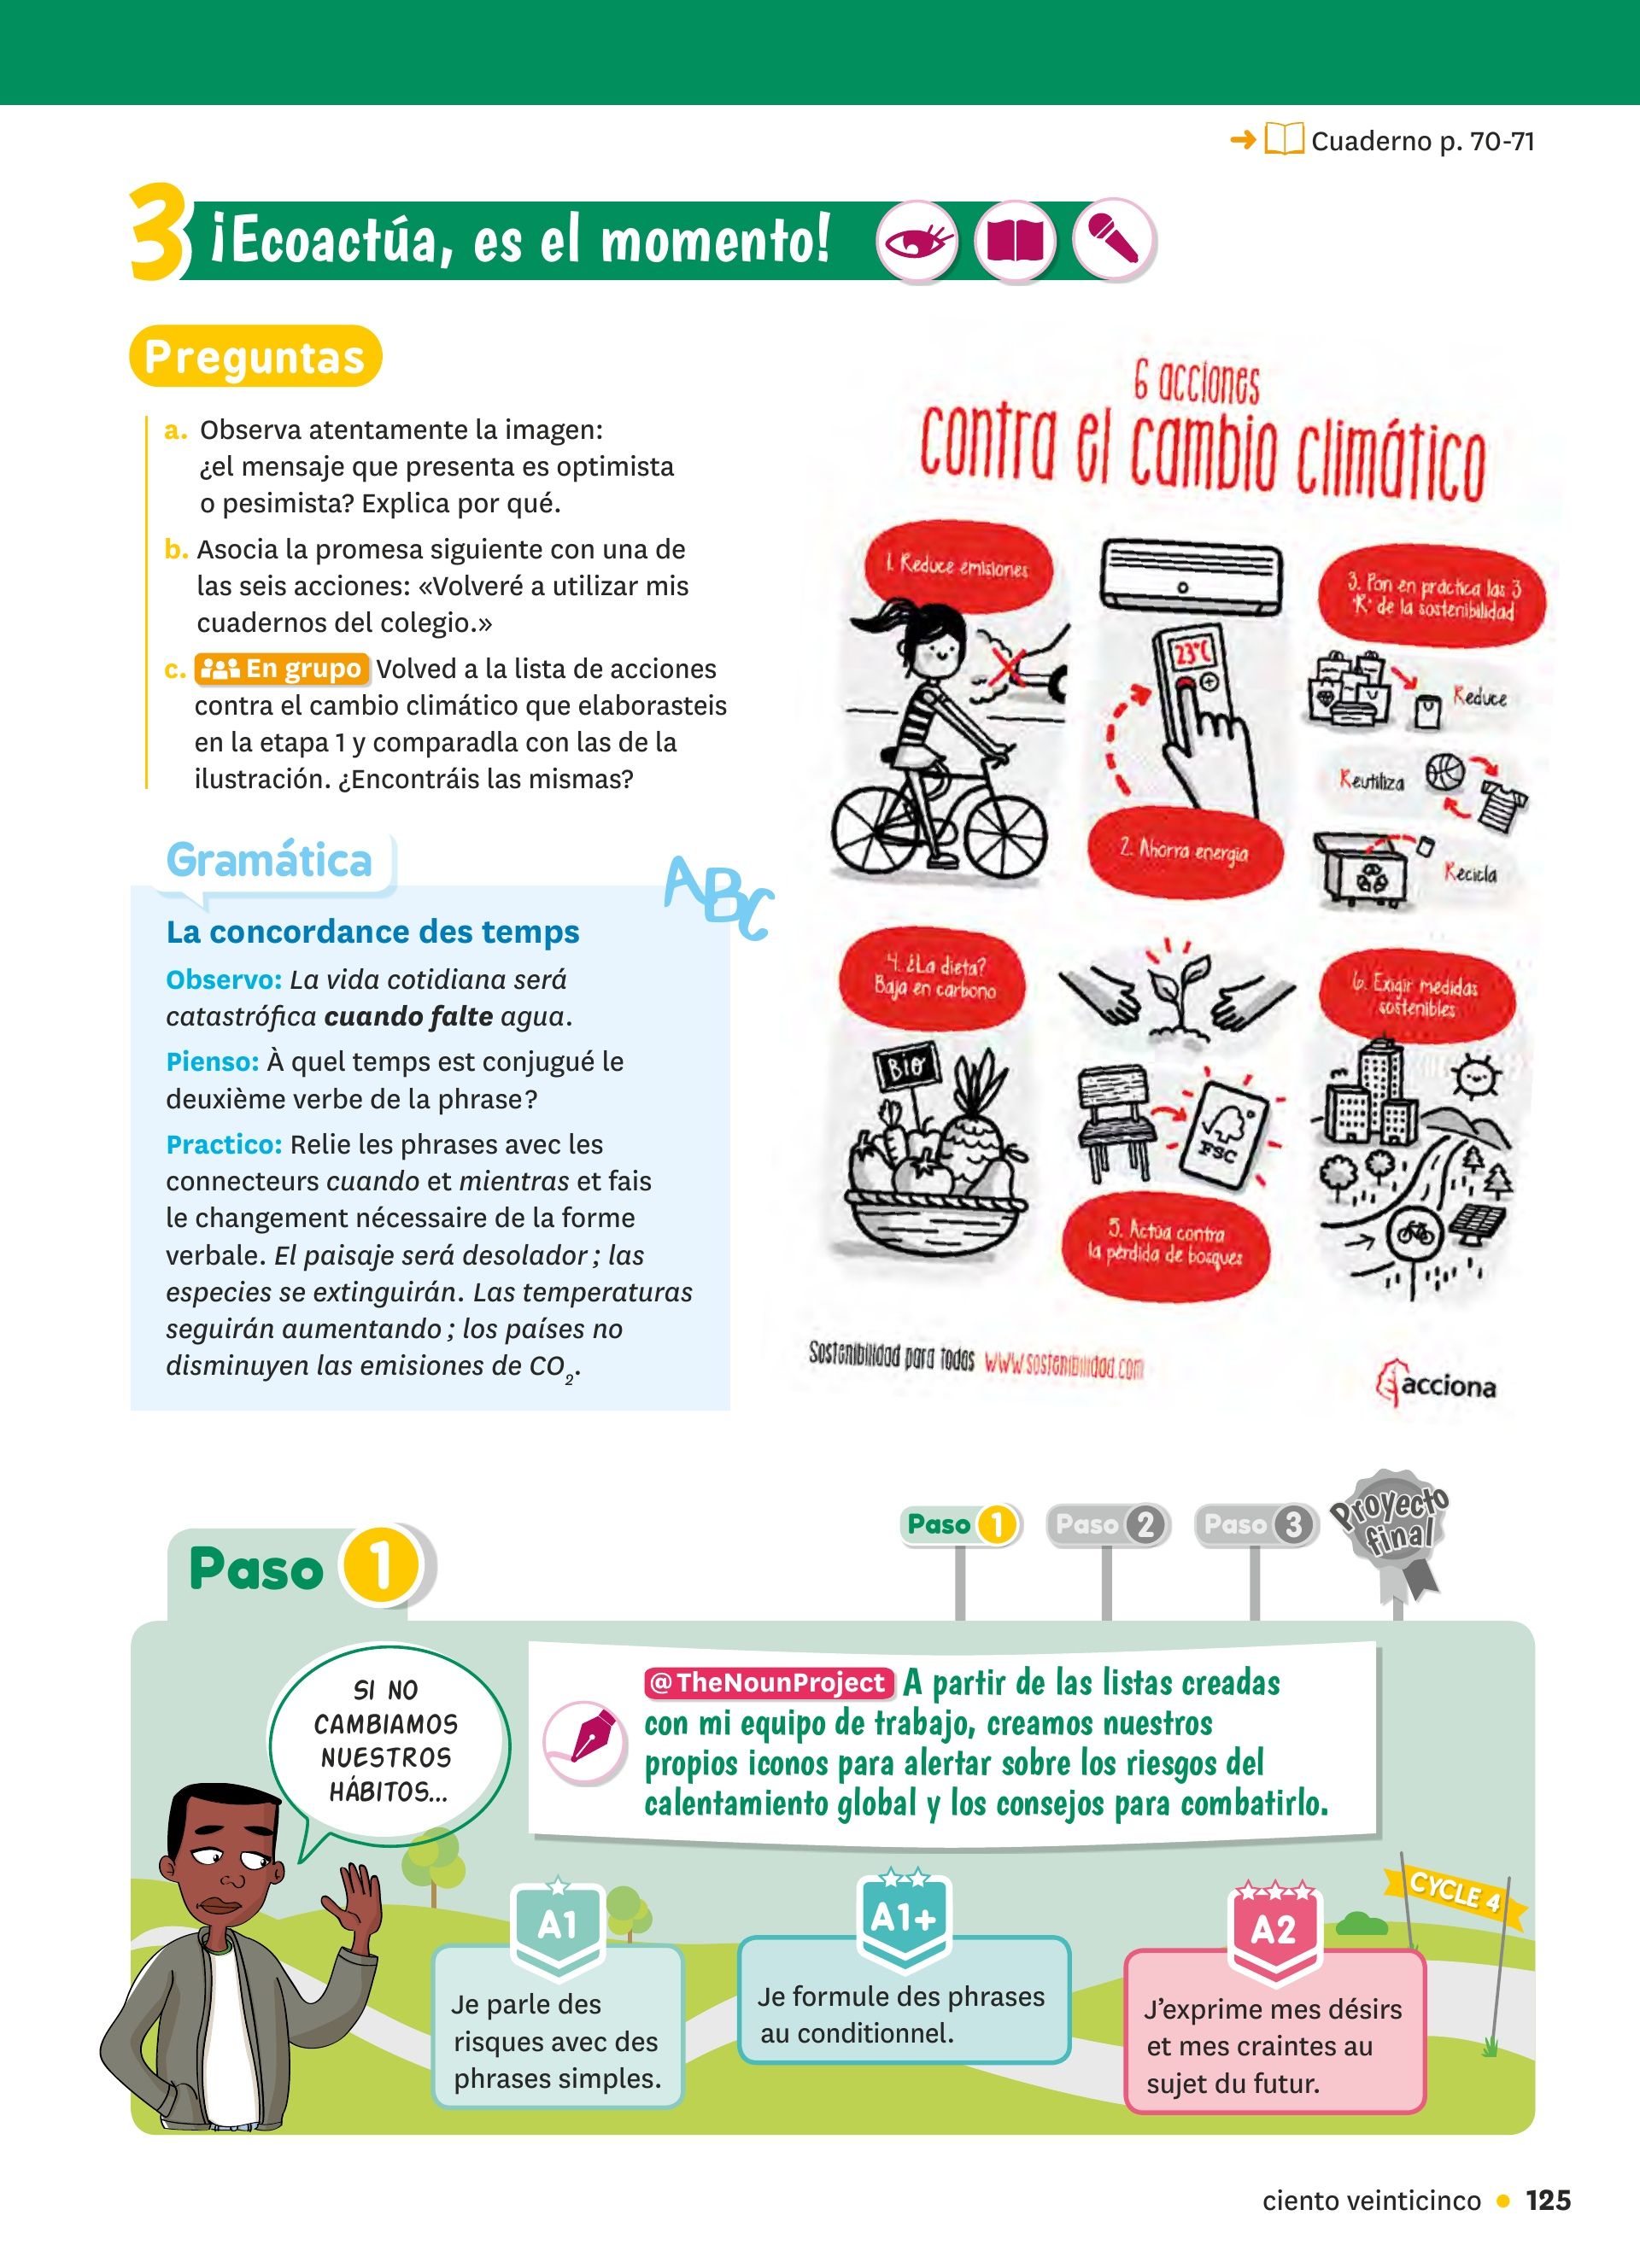 Cuaderno p. 70-71
3 ¡Ecoactúa, es el momento!
Preguntas
a. Observa atentamente la imagen:
¿el mensaje que presenta es optimista
o pesimista? Explica por qué.
b. Asocia la promesa siguiente con una de
las seis acciones: «Volveré a utilizar mis
cuadernos del colegio.»
c. En grupo Volved a la lista de acciones
contra el cambio climático que elaborasteis
en la etapa 1 y comparadla con las de la
ilustración. ¿Encontráis las mismas?
Gramática
ABC
La concordance des temps
Observo: La vida cotidiana será
catastrófica cuando falte agua.
Pienso: À quel temps est conjugué le
deuxième verbe de la phrase?
Practico: Relie les phrases avec les
connecteurs cuando et mientras et fais
le changement nécessaire de la forme
verbale. El paisaje será desolador ; las
especies se extinguirán. Las temperaturas
seguirán aumentando ; los países no
disminuyen las emisiones de CO₂.
6 acciones
contra el cambio climático
1. Reduce emisiones
23°C
2. Ahorra energía
3. Pon en práctica las 3
"R" de la sostenibilidad
Reduce
Reutiliza
Recicla
4. ¿La dieta?
Baja en carbono
BIO
FSC
5. Actúa contra
la pérdida de bosques
6. Exigir medidas
sostenibles
Sostenibilidad para todos www.sostenibilidad.com
acciona
Paso 1
Paso 1
Paso 2
Paso 3
Proyecto
final
SI NO
CAMBIAMOS
NUESTROS
HÁBITOS...
@TheNounProject A partir de las listas creadas
con mi equipo de trabajo, creamos nuestros
propios iconos para alertar sobre los riesgos del
calentamiento global y los consejos para combatirlo.
A1
Je parle des
risques avec des
phrases simples.
A1+
Je formule des phrases
au conditionnel.
A2
J'exprime mes désirs
et mes craintes au
sujet du futur.
CYCLE 4
ciento veinticinco • 125